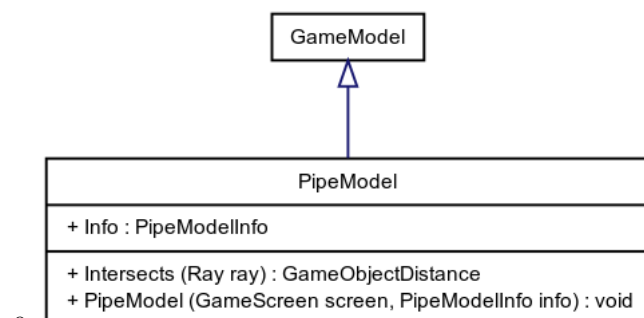 GameModel
PipeModel
+ Info : PipeModelInfo
+ Intersects (Ray ray) : GameObjectDistance
+ PipeModel (GameScreen screen, PipeModelInfo info) : void